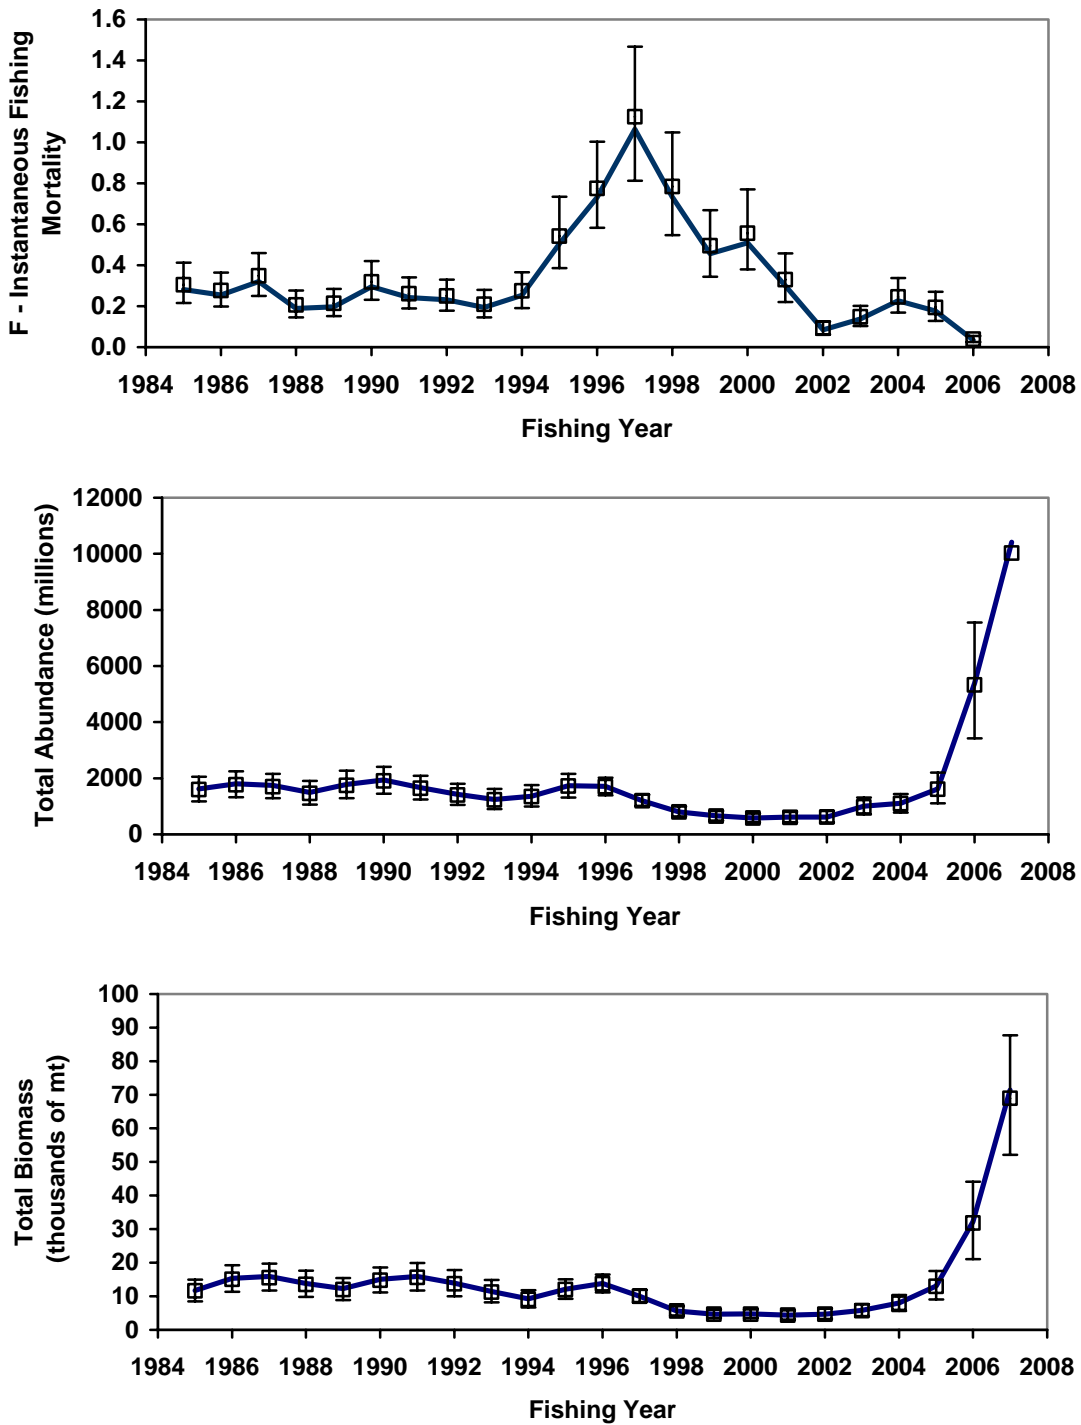 F - Instantaneous Fishing
Mortality
1.6
1.4
1.2
1.0
0.8
0.6
0.4
0.2
0.0
1984 1986 1988 1990 1992 1994 1996 1998 2000 2002 2004 2006 2008
Fishing Year
Total Abundance (millions)
12000
10000
8000
6000
4000
2000
0
1984 1986 1988 1990 1992 1994 1996 1998 2000 2002 2004 2006 2008
Fishing Year
Total Biomass
(thousands of mt)
100
90
80
70
60
50
40
30
20
10
0
1984 1986 1988 1990 1992 1994 1996 1998 2000 2002 2004 2006 2008
Fishing Year